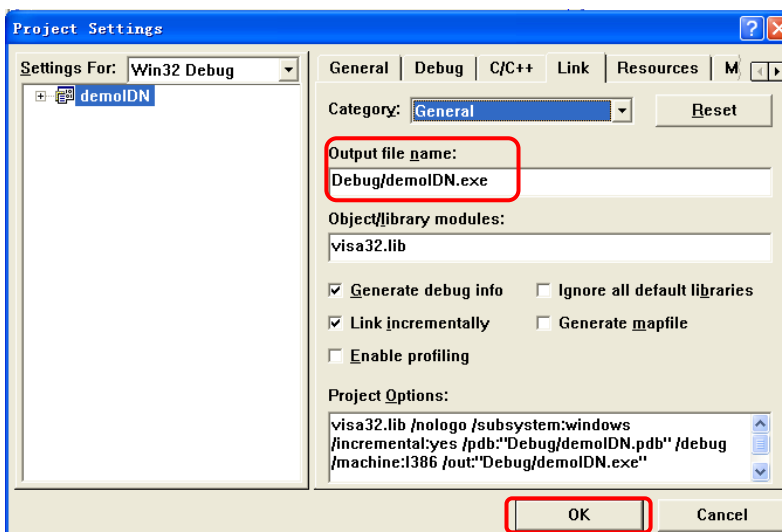 Project Settings
Settings For: Win32 Debug
demoIDN
General Debug C/C++ Link Resources M
Category: General Reset
Output file name:
Debug/demoIDN.exe
Object/library modules:
visa32.lib
Generate debug info Ignore all default libraries
Link incrementally Generate mapfile
Enable profiling
Project Options:
visa32.lib /nologo /subsystem:windows
/incremental:yes /pdb:"Debug/demoIDN.pdb" /debug
/machine:I386 /out:"Debug/demoIDN.exe"
OK Cancel